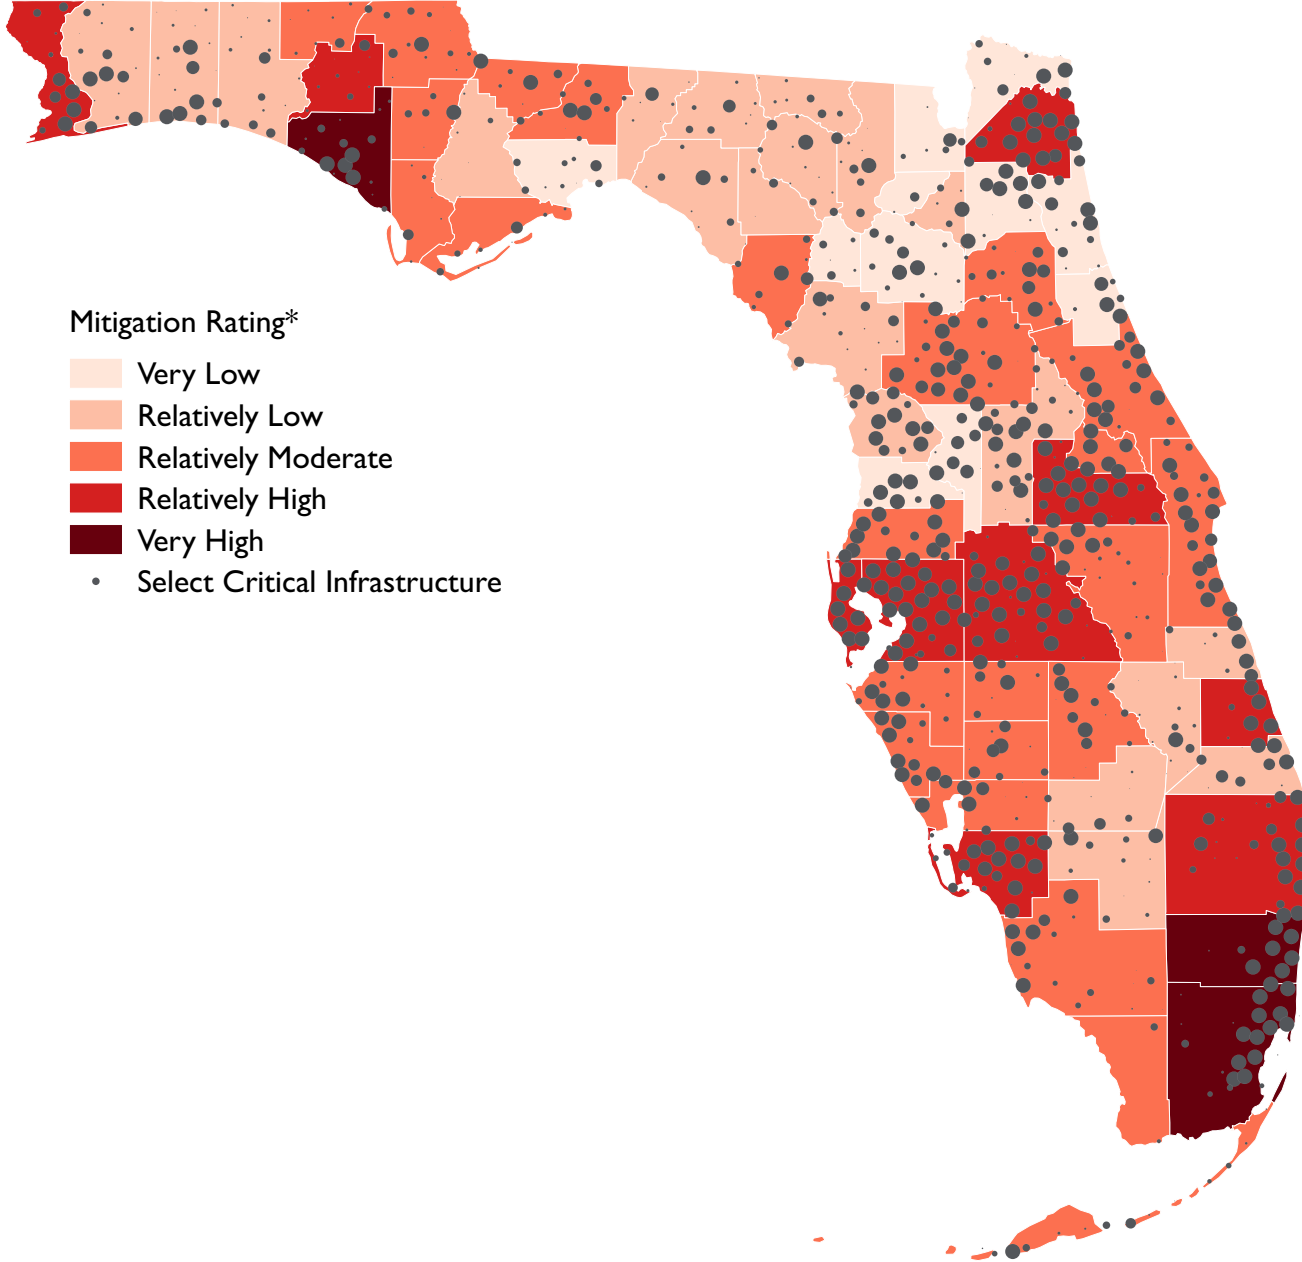 Mitigation Rating*
Very Low
Relatively Low
Relatively Moderate
Relatively High
Very High
Select Critical Infrastructure